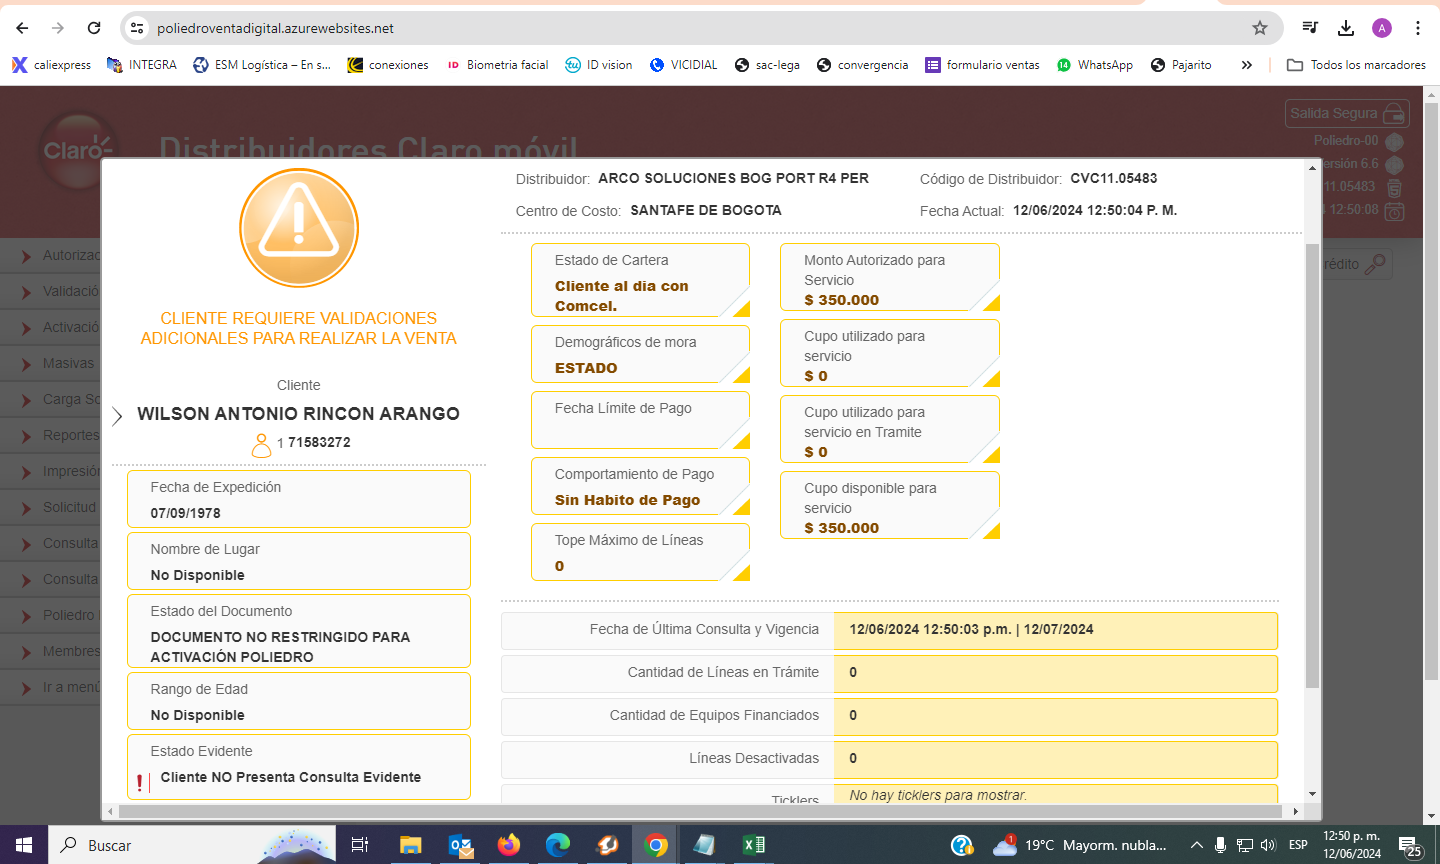 poliedroventadigital.azurewebsites.net
A
caliexpress
INTEGRA
ESM Logística – En s...
conexiones
ID
Biometria facial
ID vision
VICIDIAL
sac-lega
convergencia
formulario ventas
14
WhatsApp
Pajarito
»
Todos los marcadores
Claro
Distribuidores Claro móvil
Salida Segura
Poliedro-00
ersión 6.6
11.05483
12:50:08
rédito
Autorizac
Validació
Activació
Masivas
Carga So
Reportes
Impresión
Solicitud
Consulta
Consulta
Poliedro
Membres
Ir a menú
CLIENTE REQUIERE VALIDACIONES
ADICIONALES PARA REALIZAR LA VENTA
Cliente
WILSON ANTONIO RINCON ARANGO
1 71583272
Fecha de Expedición
07/09/1978
Nombre de Lugar
No Disponible
Estado del Documento
DOCUMENTO NO RESTRINGIDO PARA
ACTIVACIÓN POLIEDRO
Rango de Edad
No Disponible
Estado Evidente
Cliente NO Presenta Consulta Evidente
Distribuidor: ARCO SOLUCIONES BOG PORT R4 PER
Código de Distribuidor: CVC11.05483
Centro de Costo: SANTAFE DE BOGOTA
Fecha Actual: 12/06/2024 12:50:04 P. M.
Estado de Cartera
Cliente al dia con
Comcel.
Demográficos de mora
ESTADO
Fecha Límite de Pago
Comportamiento de Pago
Sin Habito de Pago
Tope Máximo de Líneas
0
Monto Autorizado para
Servicio
$ 350.000
Cupo utilizado para
servicio
$ 0
Cupo utilizado para
servicio en Tramite
$ 0
Cupo disponible para
servicio
$ 350.000
Fecha de Última Consulta y Vigencia
12/06/2024 12:50:03 p.m. | 12/07/2024
Cantidad de Líneas en Trámite
0
Cantidad de Equipos Financiados
0
Líneas Desactivadas
0
Ticklers
No hay ticklers para mostrar.
Buscar
1
19°C Mayorm. nubla...
ESP
12:50 p. m.
12/06/2024
25